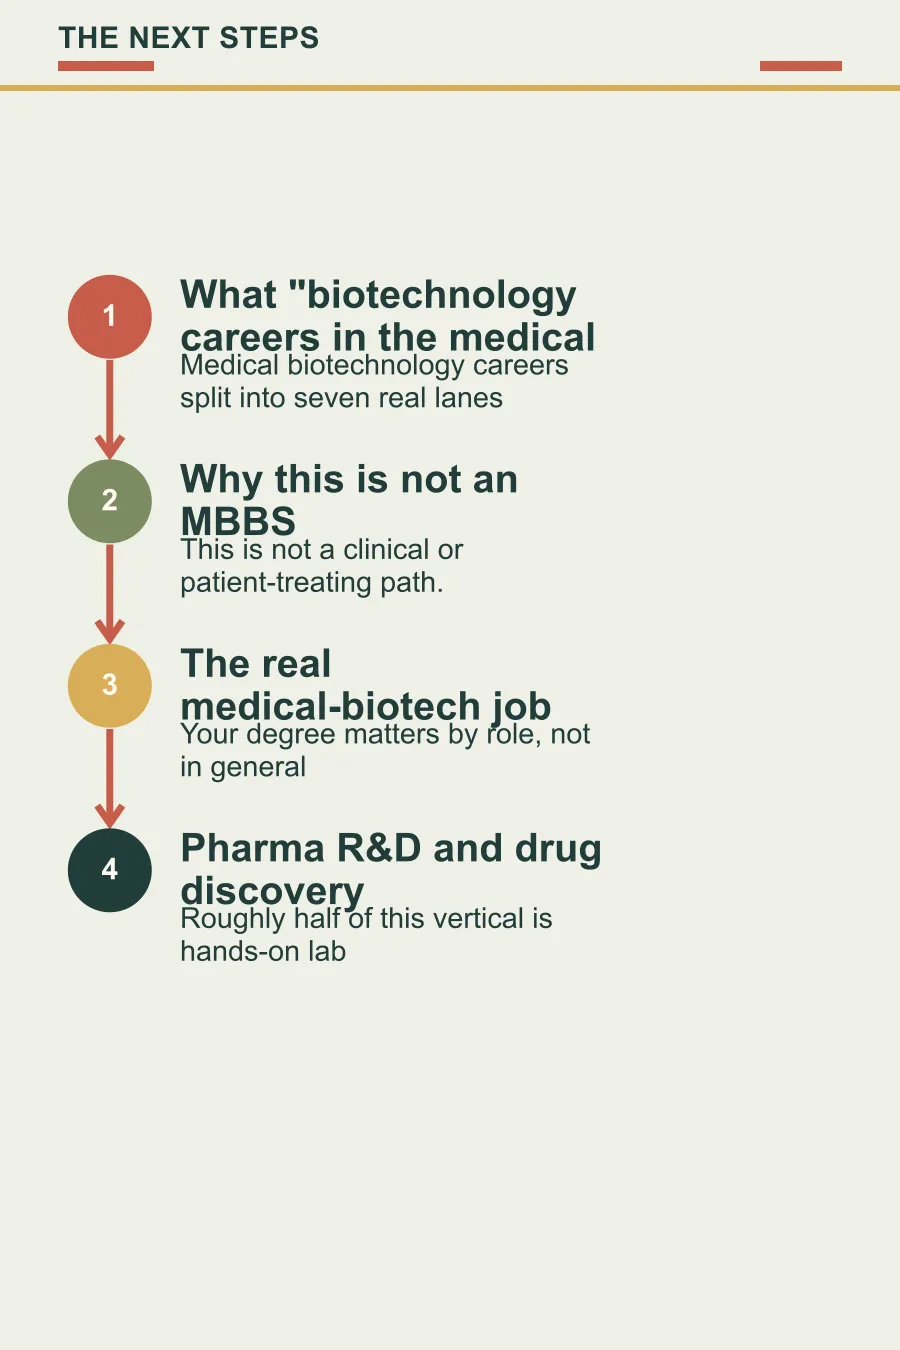 THE NEXT STEPS
1
What "biotechnology
careers in the medical
Medical biotechnology careers
split into seven real lanes
2
Why this is not an
MBBS
This is not a clinical or
patient-treating path.
3
The real
medical-biotech job
Your degree matters by role, not
in general
4
Pharma R&D and drug
discovery
Roughly half of this vertical is
hands-on lab